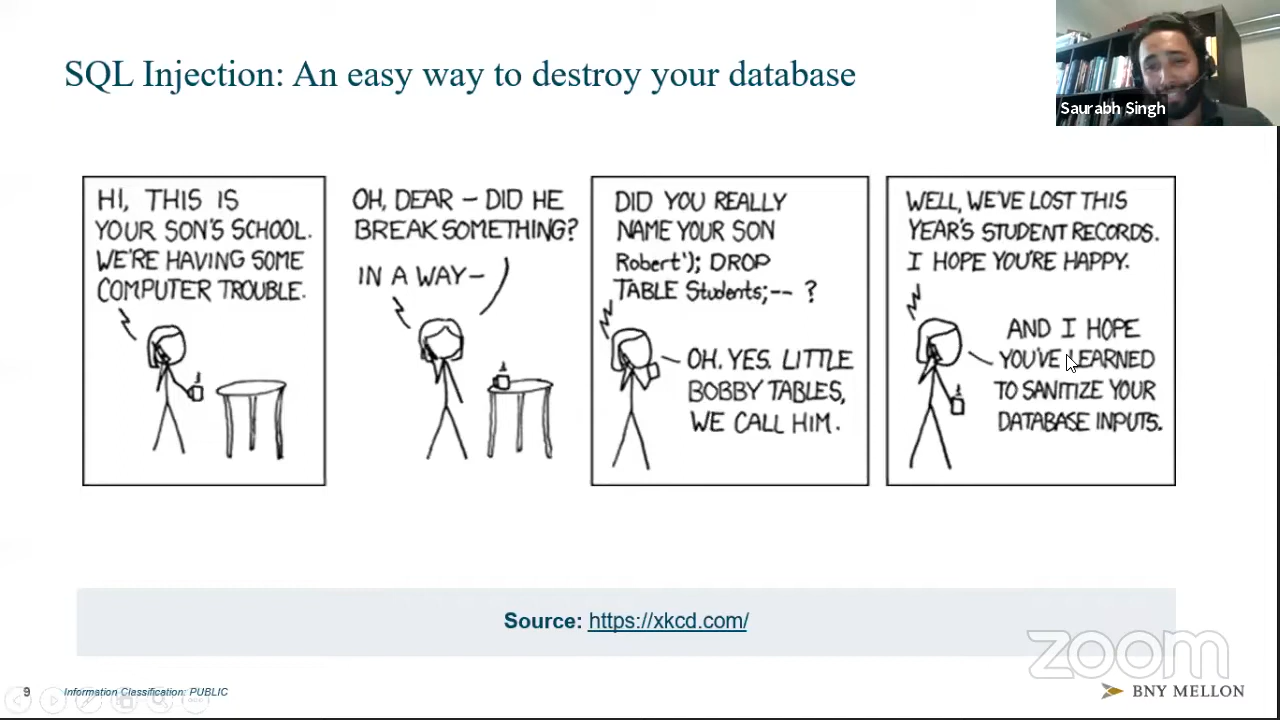 SQL Injection: An easy way to destroy your database
Saurabh Singh
HI, THIS IS
YOUR SON'S SCHOOL.
WE'RE HAVING SOME
COMPUTER TROUBLE.
OH, DEAR – DID HE
BREAK SOMETHING?
IN A WAY–
DID YOU REALLY
NAME YOUR SON
Robert'); DROP
TABLE Students;-- ?
OH. YES. LITTLE
BOBBY TABLES,
WE CALL HIM.
WELL, WE'VE LOST THIS
YEAR'S STUDENT RECORDS.
I HOPE YOU'RE HAPPY.
AND I HOPE
YOU'VE LEARNED
TO SANITIZE YOUR
DATABASE INPUTS.
Source: https://xkcd.com/
zoom
9
Information Classification: PUBLIC
BNY MELLON